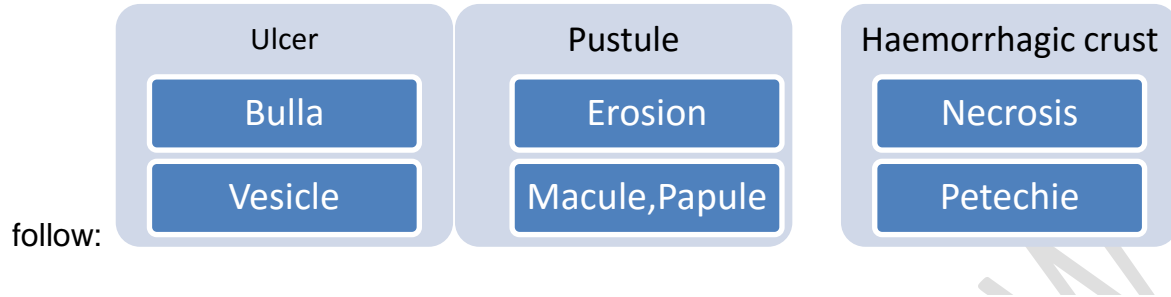 Ulcer
Bulla
Vesicle
Pustule
Erosion
Macule,Papule
Haemorrhagic crust
Necrosis
Petechie
follow: